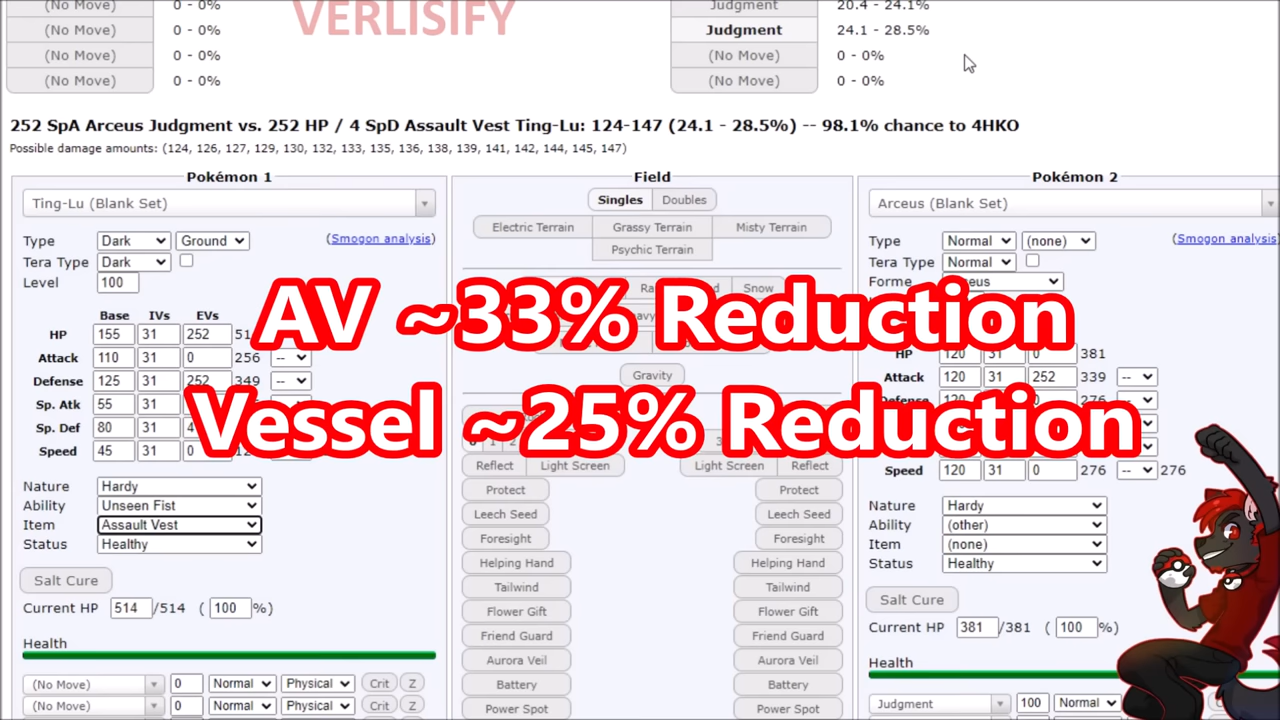 VERLISIFY
(No Move) 0 - 0%
(No Move) 0 - 0%
(No Move) 0 - 0%
(No Move) 0 - 0%
Judgment 20.4 - 24.1%
Judgment 24.1 - 28.5%
(No Move) 0 - 0%
(No Move) 0 - 0%
252 SpA Arceus Judgment vs. 252 HP / 4 SpD Assault Vest Ting-Lu: 124-147 (24.1 - 28.5%) -- 98.1% chance to 4HKO
Possible damage amounts: (124, 126, 127, 129, 130, 132, 133, 135, 136, 138, 139, 141, 142, 144, 145, 147)
Pokémon 1
Ting-Lu (Blank Set)
Type Dark Ground (Smogon analysis)
Tera Type Dark
Level 100
Base IVs EVs
HP 155 31 252
Attack 110 31 0 256 --
Defense 125 31 252 349 --
Sp. Atk 55 31
Sp. Def 80 31
Speed 45 31 0
Nature Hardy
Ability Unseen Fist
Item Assault Vest
Status Healthy
Salt Cure
Current HP 514 /514 ( 100 %)
Health
(No Move) 0 Normal Physical Crit Z
(No Move) 0 Normal Physical Crit Z
Field
Singles Doubles
Electric Terrain Grassy Terrain Misty Terrain
Psychic Terrain
Snow
Gravity
Reflect Light Screen Light Screen Reflect
Protect Protect
Leech Seed Leech Seed
Foresight Foresight
Helping Hand Helping Hand
Tailwind Tailwind
Flower Gift Flower Gift
Friend Guard Friend Guard
Aurora Veil Aurora Veil
Battery Battery
Power Spot Power Spot
AV ~33% Reduction
Vessel ~25% Reduction
Pokémon 2
Arceus (Blank Set)
Type Normal (none) (Smogon analysis)
Tera Type Normal
Forme
HP 120 31 0 381
Attack 120 31 252 339 --
Speed 120 31 0 276 -- 276
Nature Hardy
Ability (other)
Item (none)
Status Healthy
Salt Cure
Current HP 381 /381 ( 100 %)
Health
Judgment 100 Normal